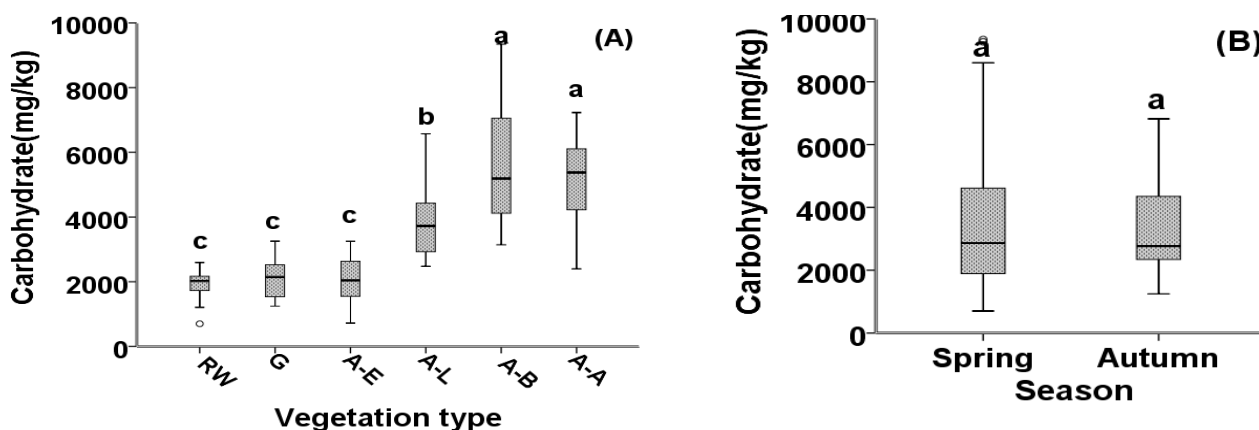 (A)
Carbohydrate(mg/kg)
10000
8000
6000
4000
2000
0
c
c
c
b
a
a
RW
G
A-E
A-L
A-B
A-A
Vegetation type
(B)
Carbohydrate(mg/kg)
10000
8000
6000
4000
2000
0
a
a
Spring
Autumn
Season